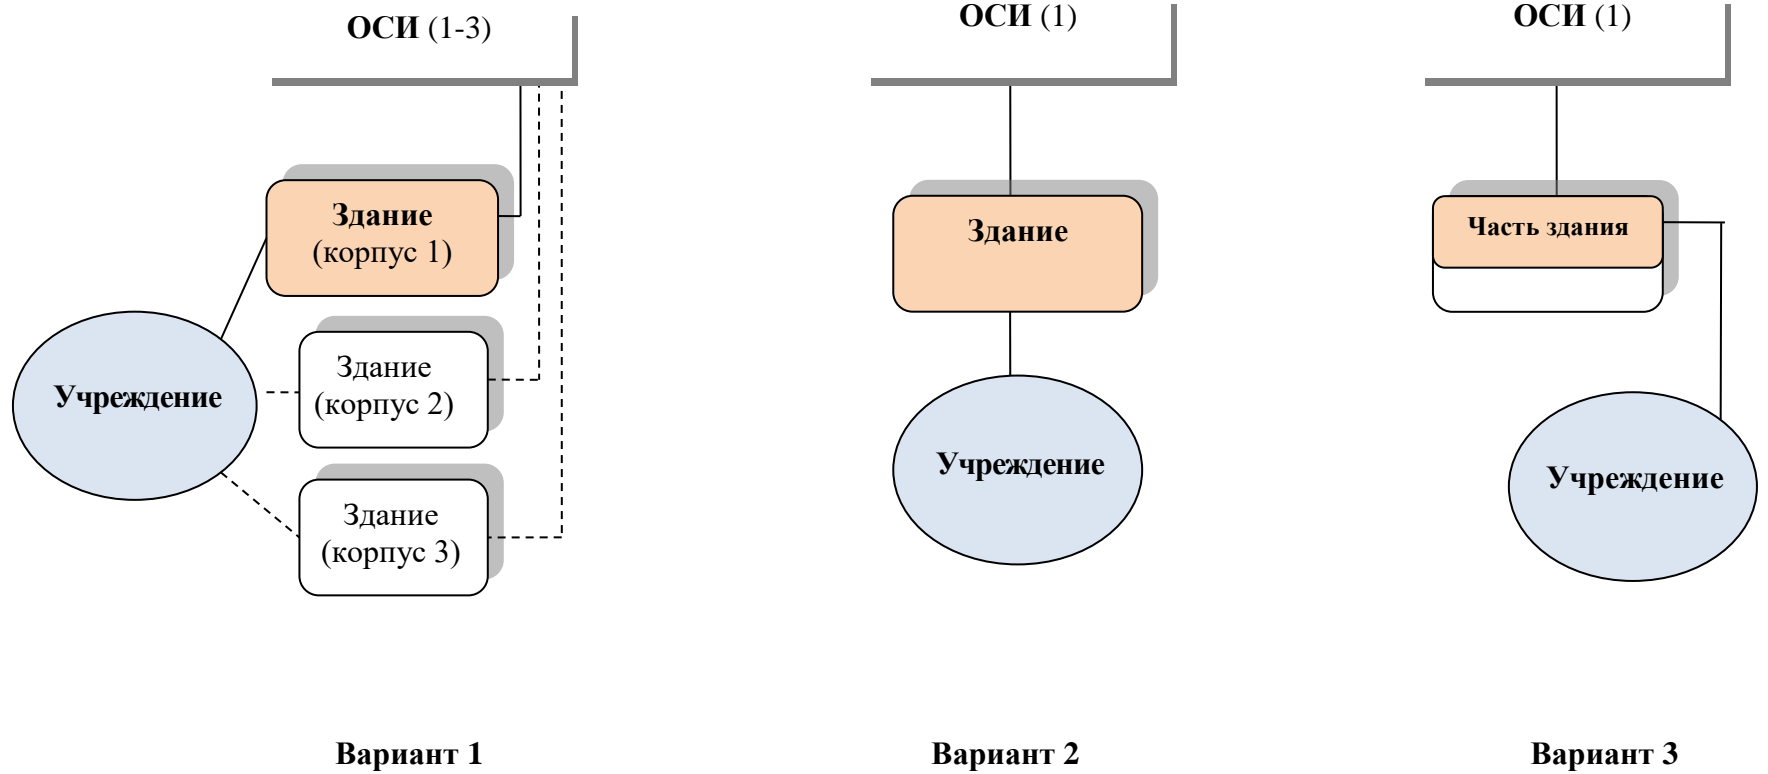 ОСИ (1-3)
Здание
(корпус 1)
Здание
(корпус 2)
Здание
(корпус 3)
Учреждение
Вариант 1
ОСИ (1)
Здание
Учреждение
Вариант 2
ОСИ (1)
Часть здания
Учреждение
Вариант 3